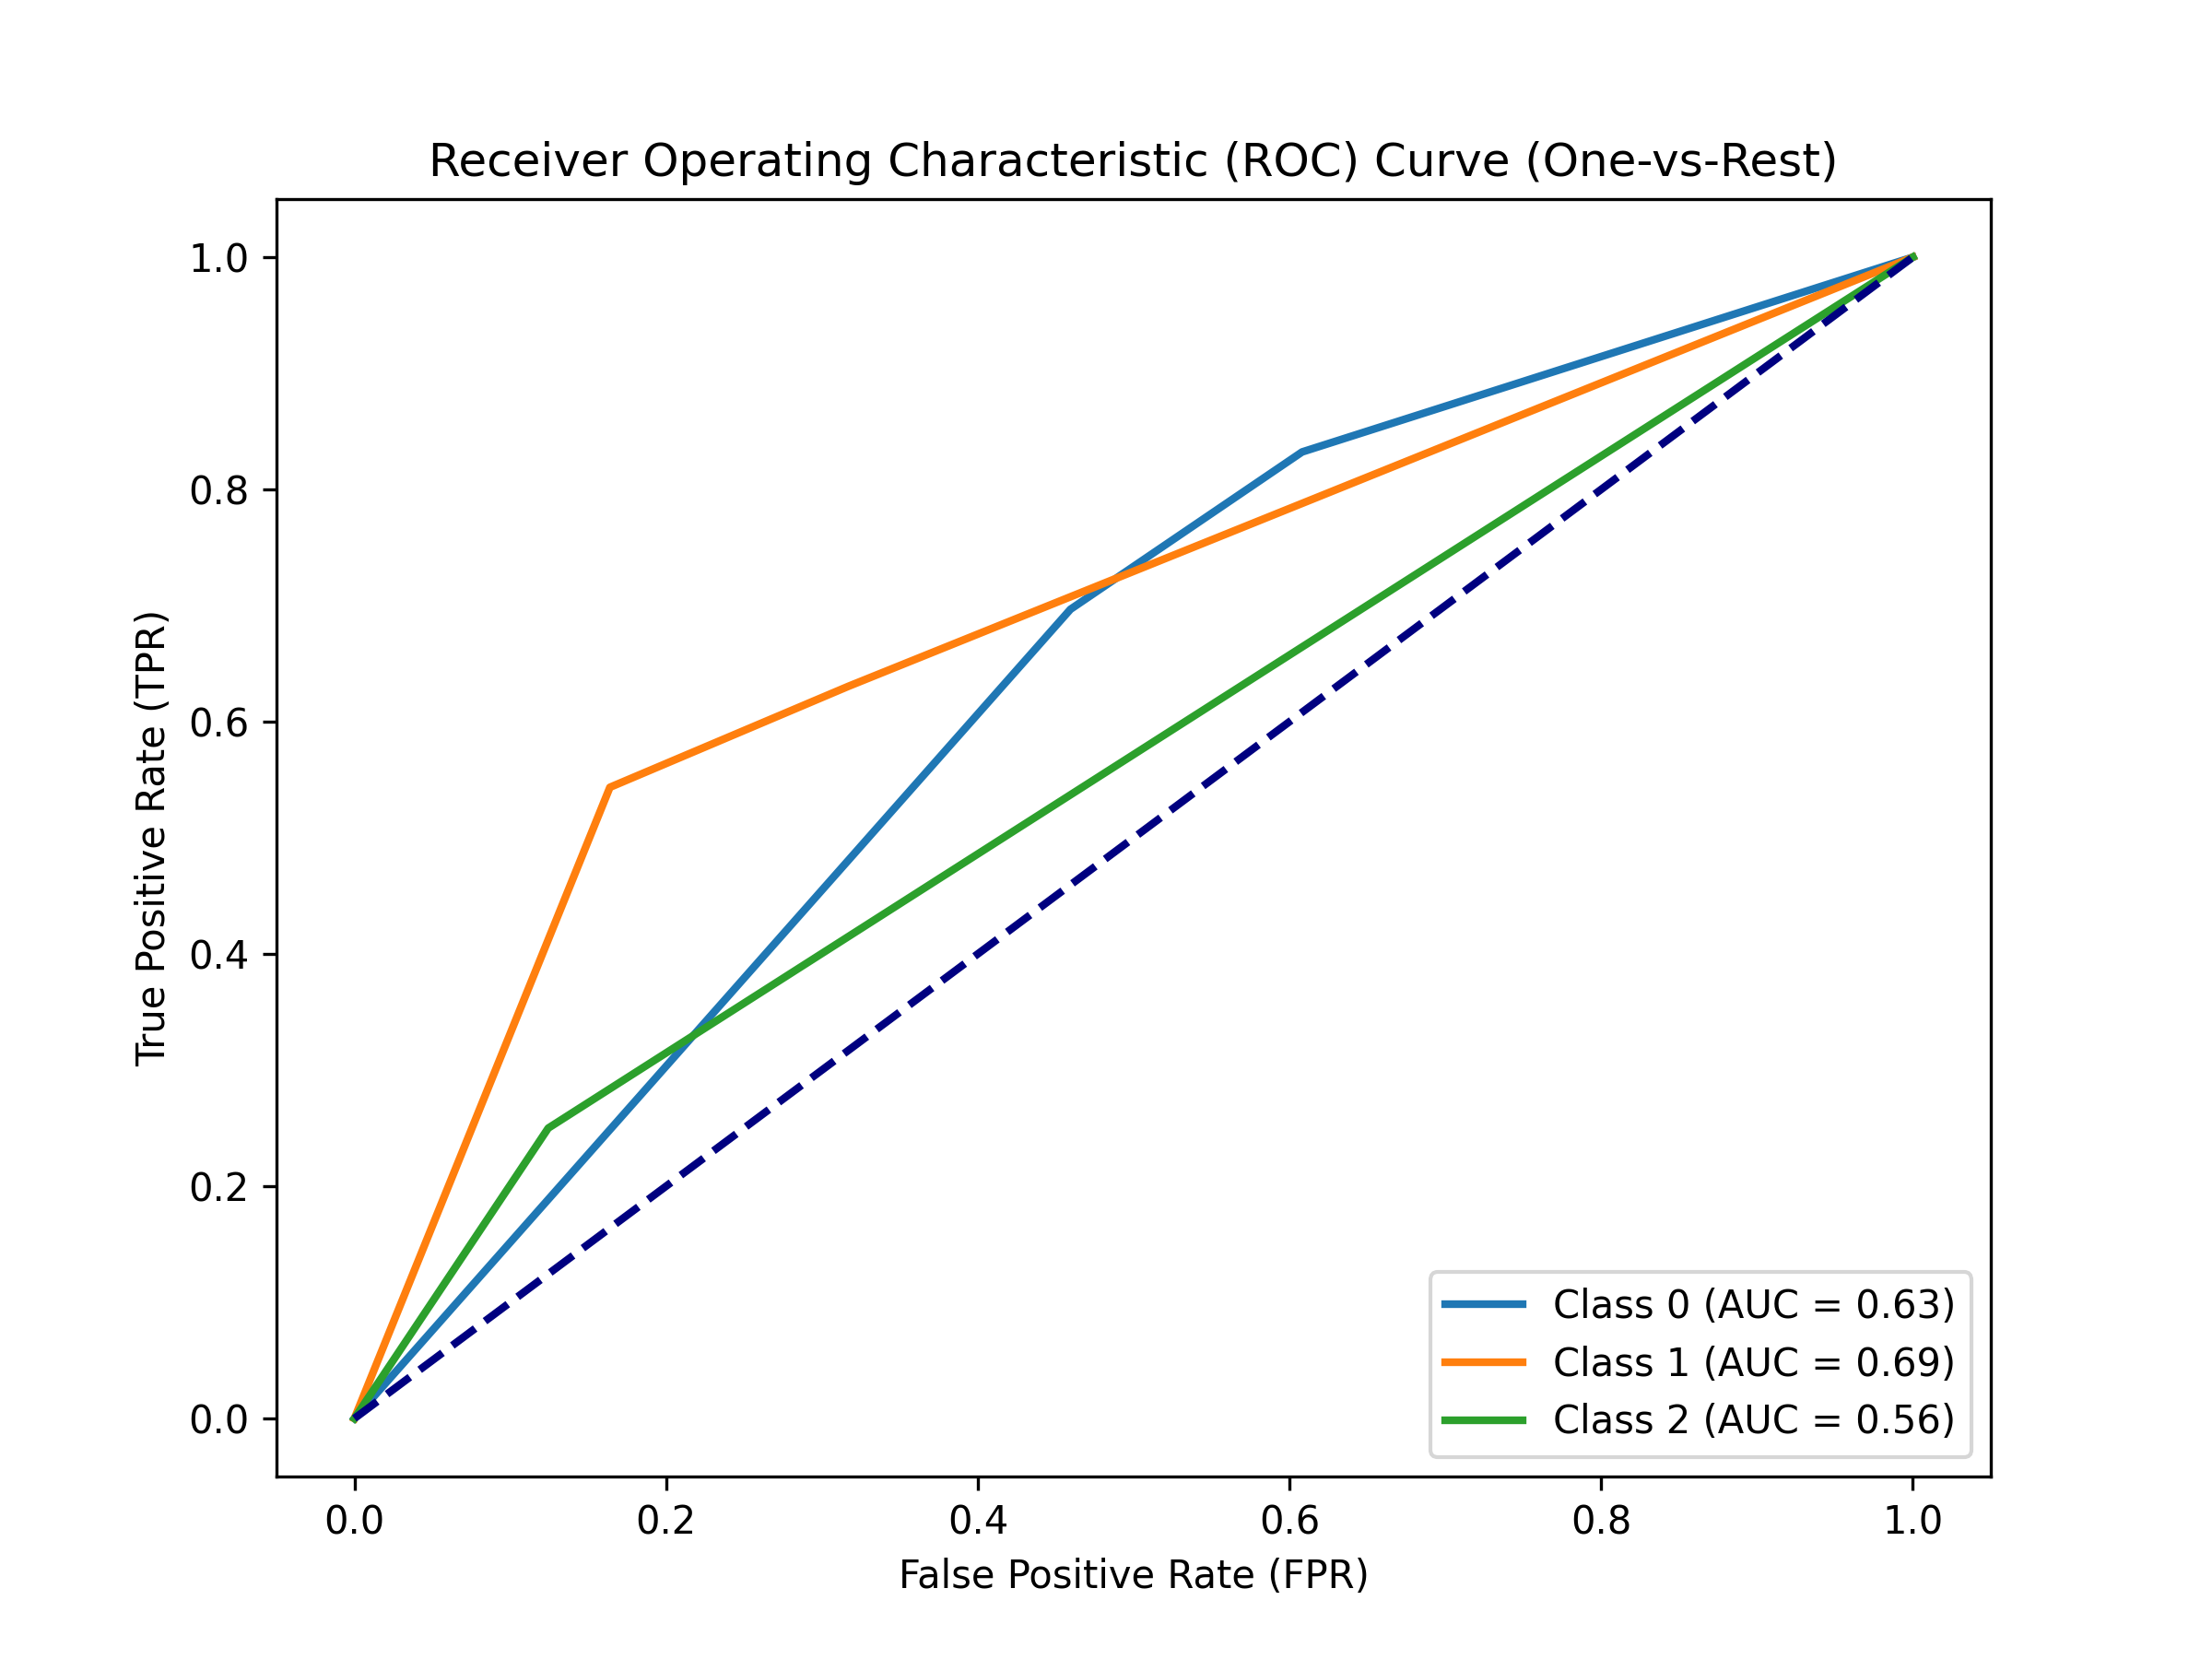 Receiver Operating Characteristic (ROC) Curve (One-vs-Rest)
True Positive Rate (TPR)
1.0
0.8
0.6
0.4
0.2
0.0
Class 0 (AUC = 0.63)
Class 1 (AUC = 0.69)
Class 2 (AUC = 0.56)
0.0 0.2 0.4 0.6 0.8 1.0
False Positive Rate (FPR)